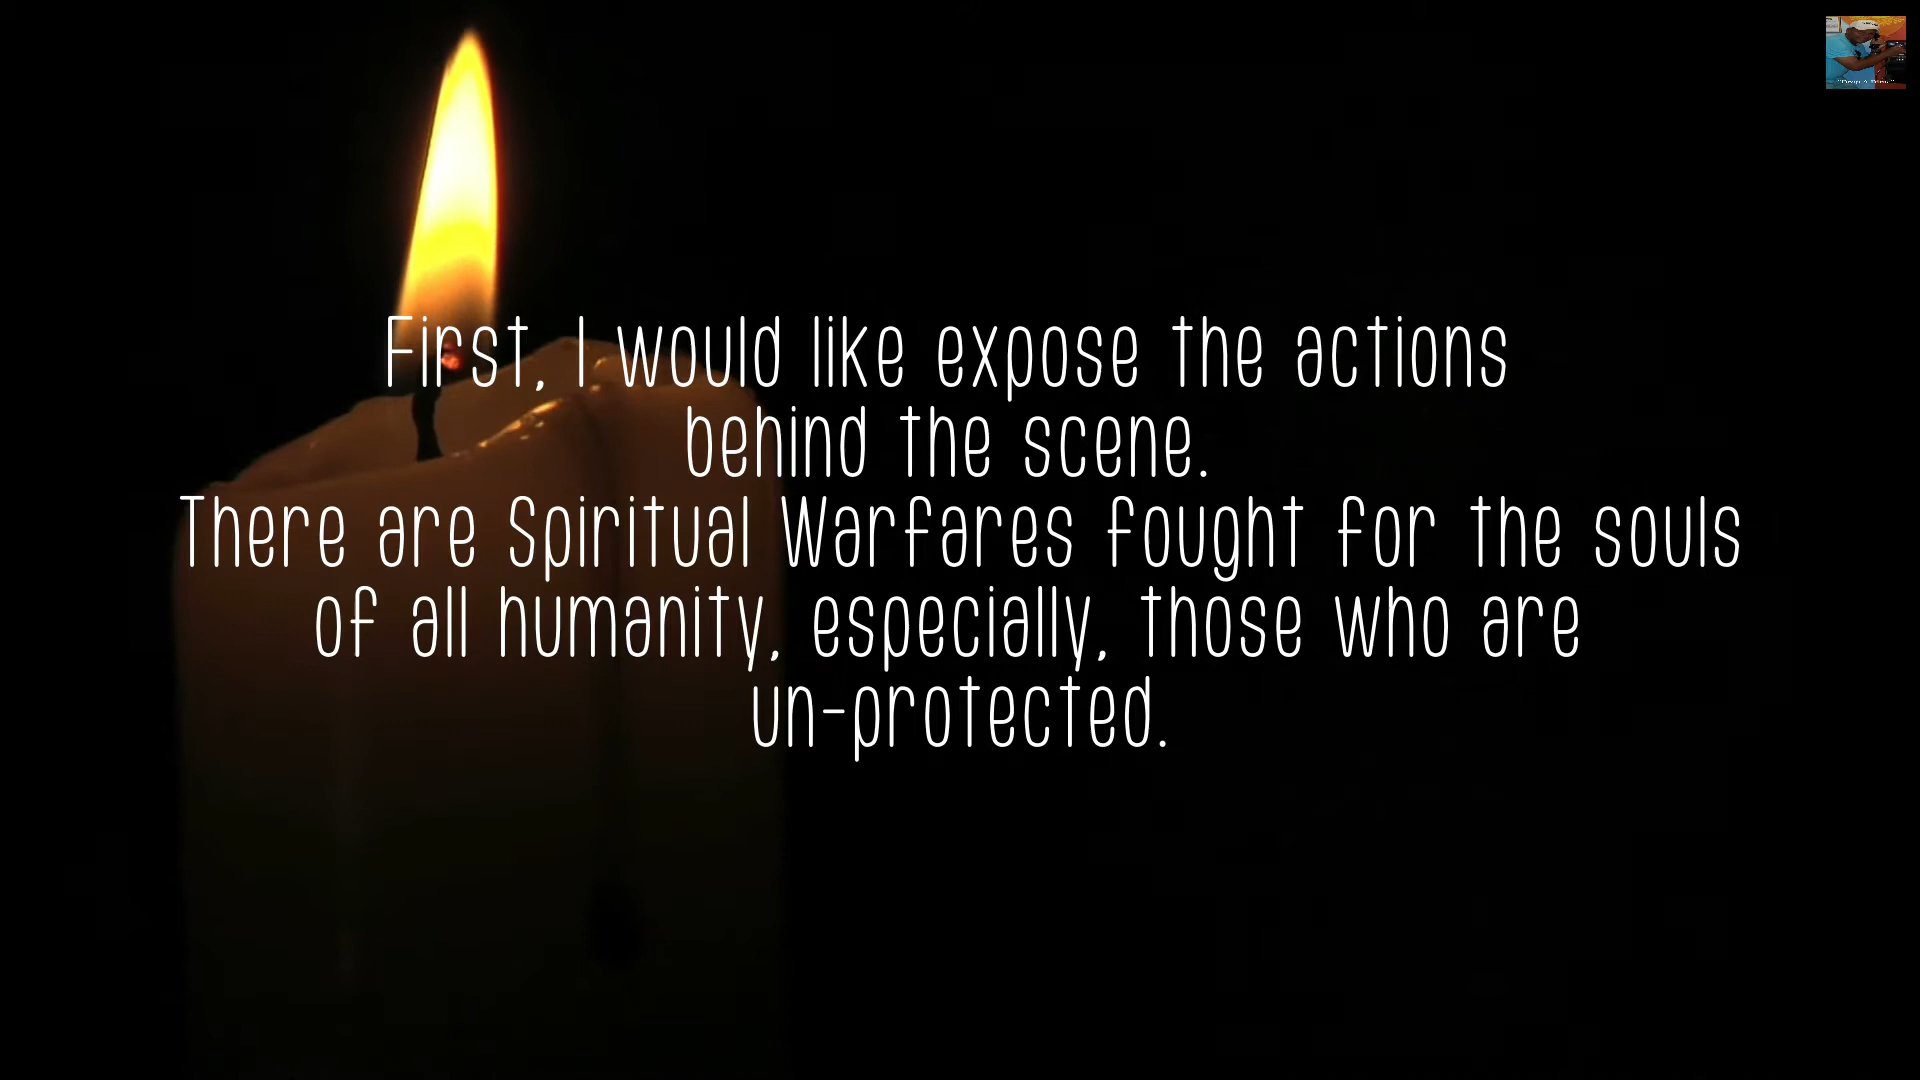 First, I would like expose the actions
behind the scene.
There are Spiritual Warfares fought for the souls
of all humanity, especially, those who are
un-protected.